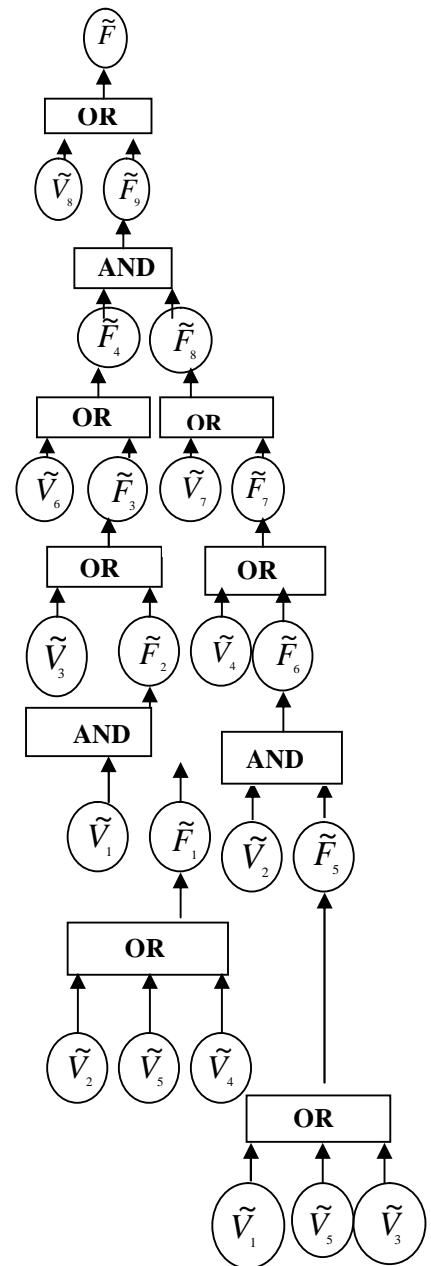 F̃
OR
Ṽ₈ F̃₉
AND
F̃₄ F̃₈
OR OR
Ṽ₆ F̃₃ Ṽ₇ F̃₇
OR OR
Ṽ₃ F̃₂ Ṽ₄ F̃₆
AND AND
Ṽ₁ F̃₁ Ṽ₂ F̃₅
OR
Ṽ₂ Ṽ₅ Ṽ₄
OR
Ṽ₁ Ṽ₅ Ṽ₃